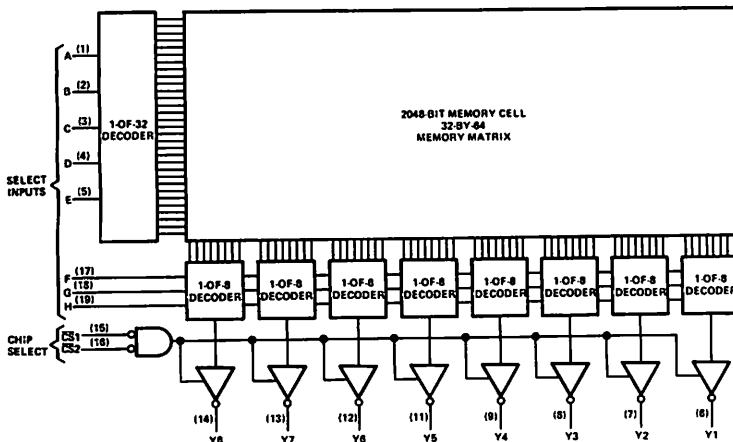 A (1)
B (2)
C (3)
D (4)
E (5)
SELECT
INPUTS
1-OF-32
DECODER
2048-BIT MEMORY CELL
32-BY-64
MEMORY MATRIX
F (17)
G (18)
H (19)
1-OF-8
DECODER
1-OF-8
DECODER
1-OF-8
DECODER
1-OF-8
DECODER
1-OF-8
DECODER
1-OF-8
DECODER
1-OF-8
DECODER
1-OF-8
DECODER
CHIP
SELECT
C̅S̅1 (15)
C̅S̅2 (16)
(14) (13) (12) (11) (9) (8) (7) (6)
Y8 Y7 Y6 Y5 Y4 Y3 Y2 Y1